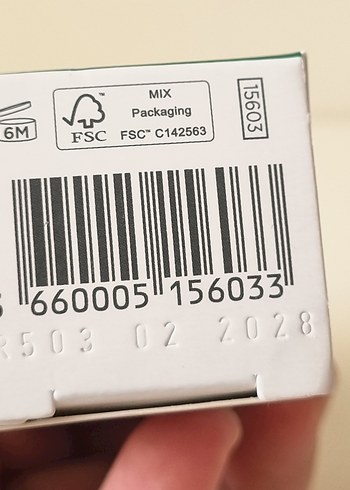 6M
FSC
MIX
Packaging
FSC™ C142563
15603
660005 156033
R503 02 2028